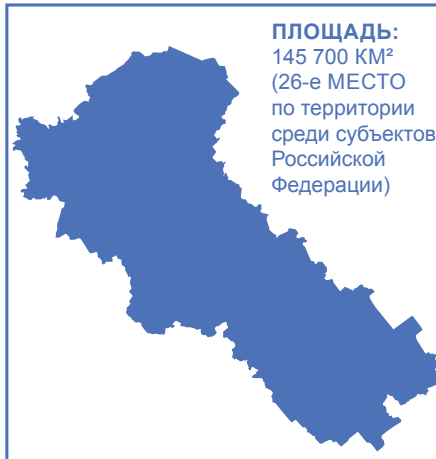 ПЛОЩАДЬ:
145 700 КМ²
(26-е МЕСТО
по территории
среди субъектов
Российской
Федерации)